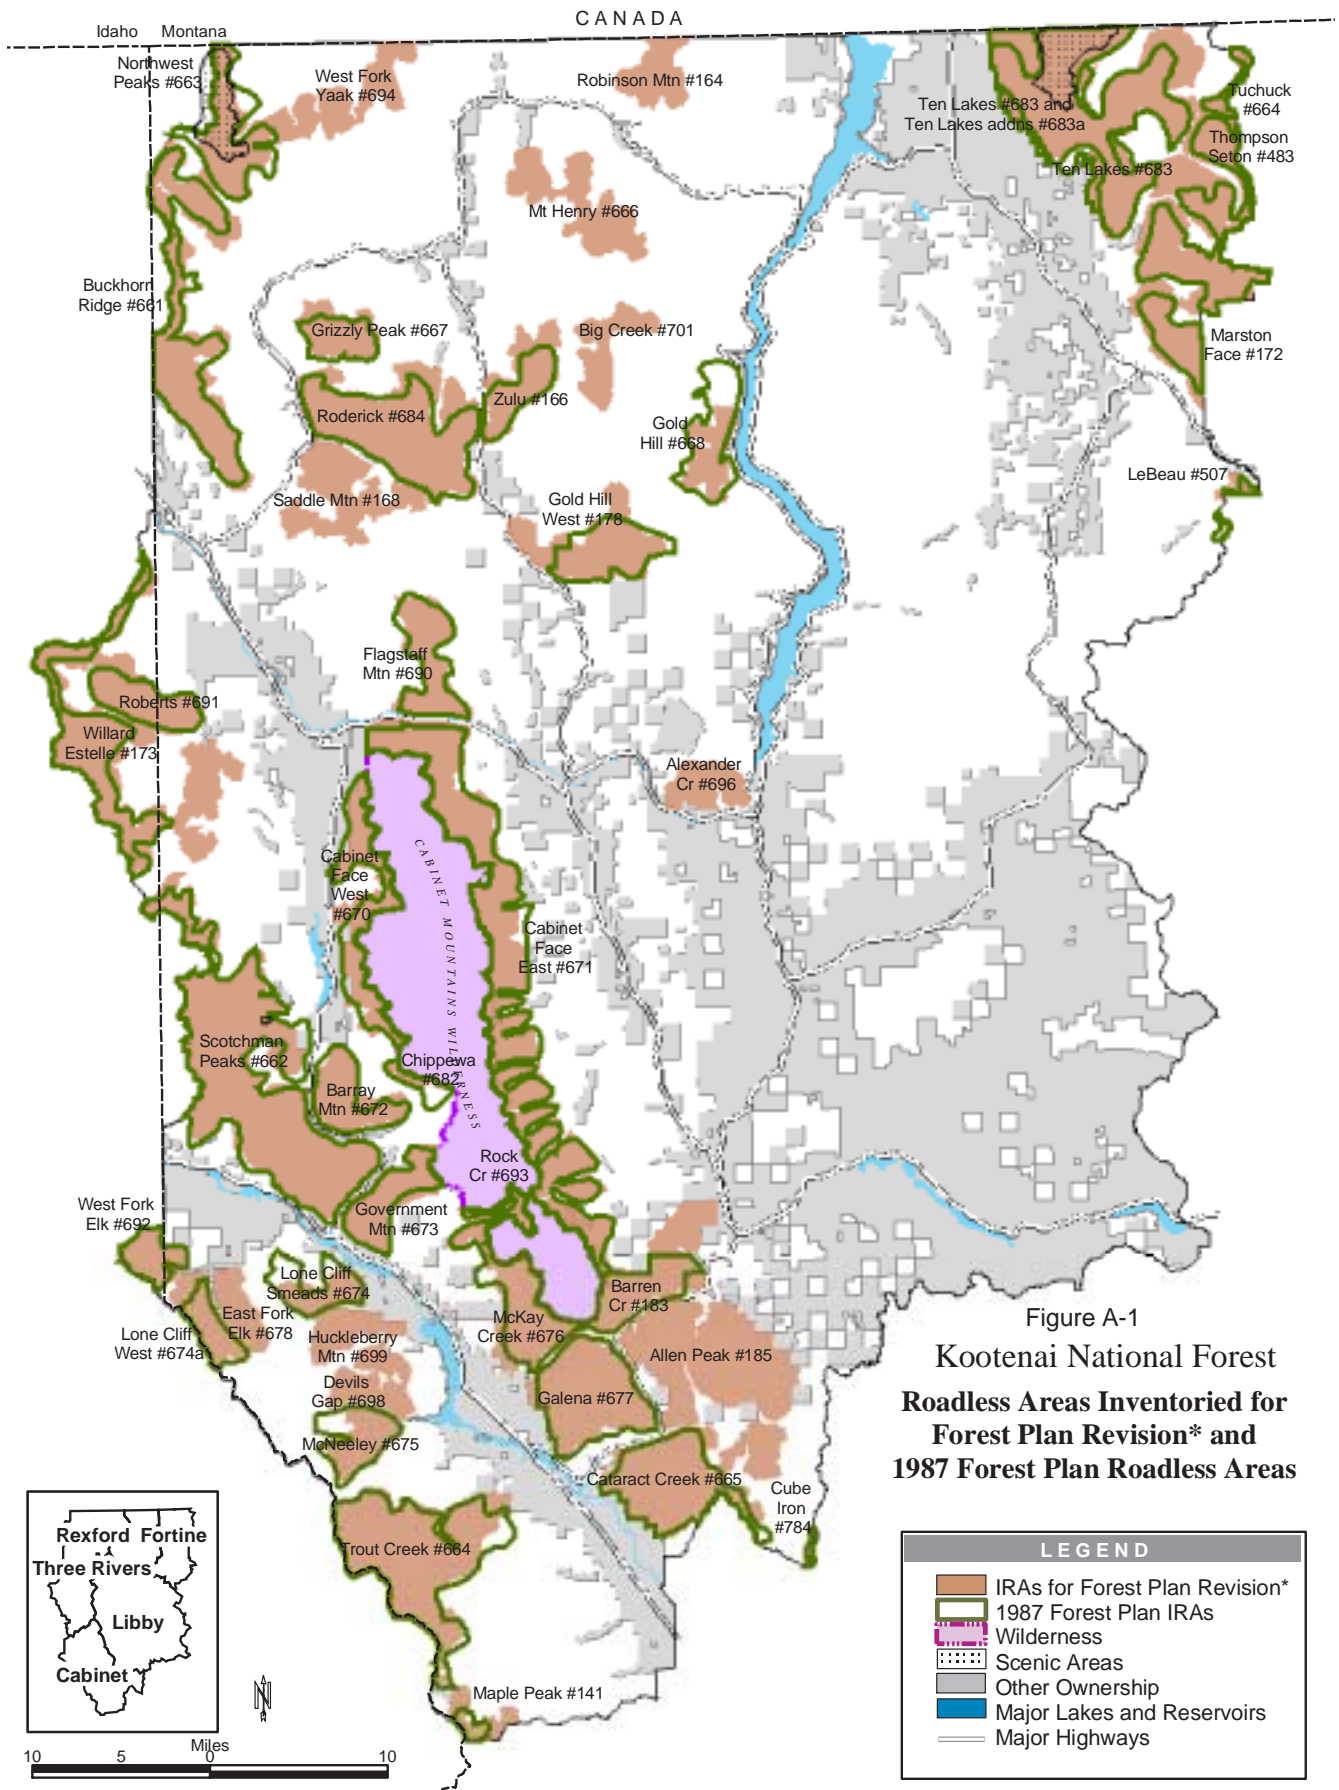 CANADA
Idaho
Montana
Northwest
Peaks #663
West Fork
Yaak #694
Robinson Mtn #164
Ten Lakes #683 and
Ten Lakes addns #683a
Tuchuck
#664
Thompson
Seton #483
Ten Lakes #683
Mt Henry #666
Buckhorn
Ridge #661
Grizzly Peak #667
Big Creek #701
Marston
Face #172
Roderick #684
Zulu #166
Gold
Hill #668
LeBeau #507
Saddle Mtn #168
Gold Hill
West #178
Flagstaff
Mtn #690
Roberts #691
Willard
Estelle #173
Alexander
Cr #696
CABINET MOUNTAINS WILDERNESS
Cabinet
Face
West
#670
Cabinet
Face
East #671
Scotchman
Peaks #662
Chippewa
#682
Barray
Mtn #672
Rock
Cr #693
West Fork
Elk #692
Government
Mtn #673
Lone Cliff
Smeads #674
Barren
Cr #183
East Fork
Elk #678
McKay
Creek #676
Lone Cliff
West #674a
Huckleberry
Mtn #699
Allen Peak #185
Devils
Gap #698
Galena #677
McNeeley #675
Cataract Creek #665
Cube
Iron
#784
Trout Creek #664
Maple Peak #141
Figure A-1
Kootenai National Forest
Roadless Areas Inventoried for
Forest Plan Revision* and
1987 Forest Plan Roadless Areas
Rexford
Fortine
Three Rivers
Libby
Cabinet
N
Miles
10 5 0 10
LEGEND
IRAs for Forest Plan Revision*
1987 Forest Plan IRAs
Wilderness
Scenic Areas
Other Ownership
Major Lakes and Reservoirs
Major Highways